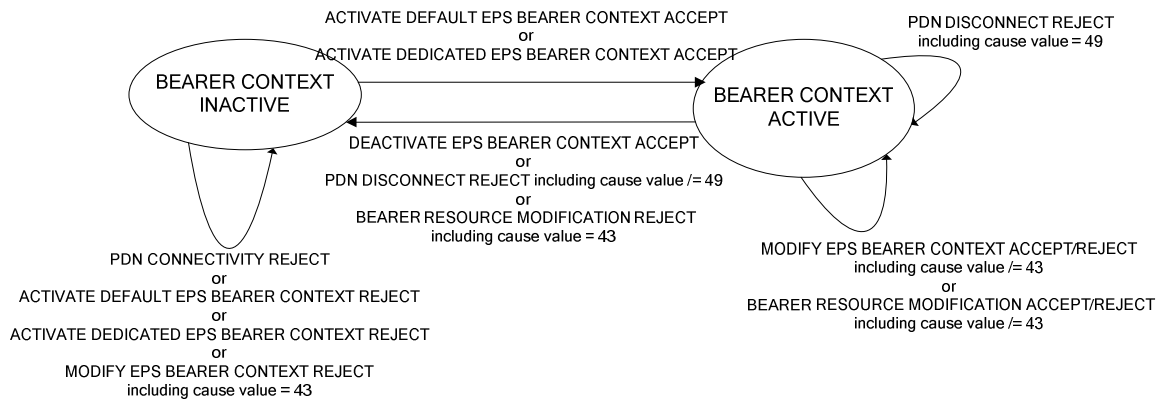 ACTIVATE DEFAULT EPS BEARER CONTEXT ACCEPT
or
ACTIVATE DEDICATED EPS BEARER CONTEXT ACCEPT
PDN DISCONNECT REJECT
including cause value = 49
BEARER CONTEXT
INACTIVE
BEARER CONTEXT
ACTIVE
DEACTIVATE EPS BEARER CONTEXT ACCEPT
or
PDN DISCONNECT REJECT including cause value /= 49
or
BEARER RESOURCE MODIFICATION REJECT
including cause value = 43
PDN CONNECTIVITY REJECT
or
ACTIVATE DEFAULT EPS BEARER CONTEXT REJECT
or
ACTIVATE DEDICATED EPS BEARER CONTEXT REJECT
or
MODIFY EPS BEARER CONTEXT REJECT
including cause value = 43
MODIFY EPS BEARER CONTEXT ACCEPT/REJECT
including cause value /= 43
or
BEARER RESOURCE MODIFICATION ACCEPT/REJECT
including cause value /= 43